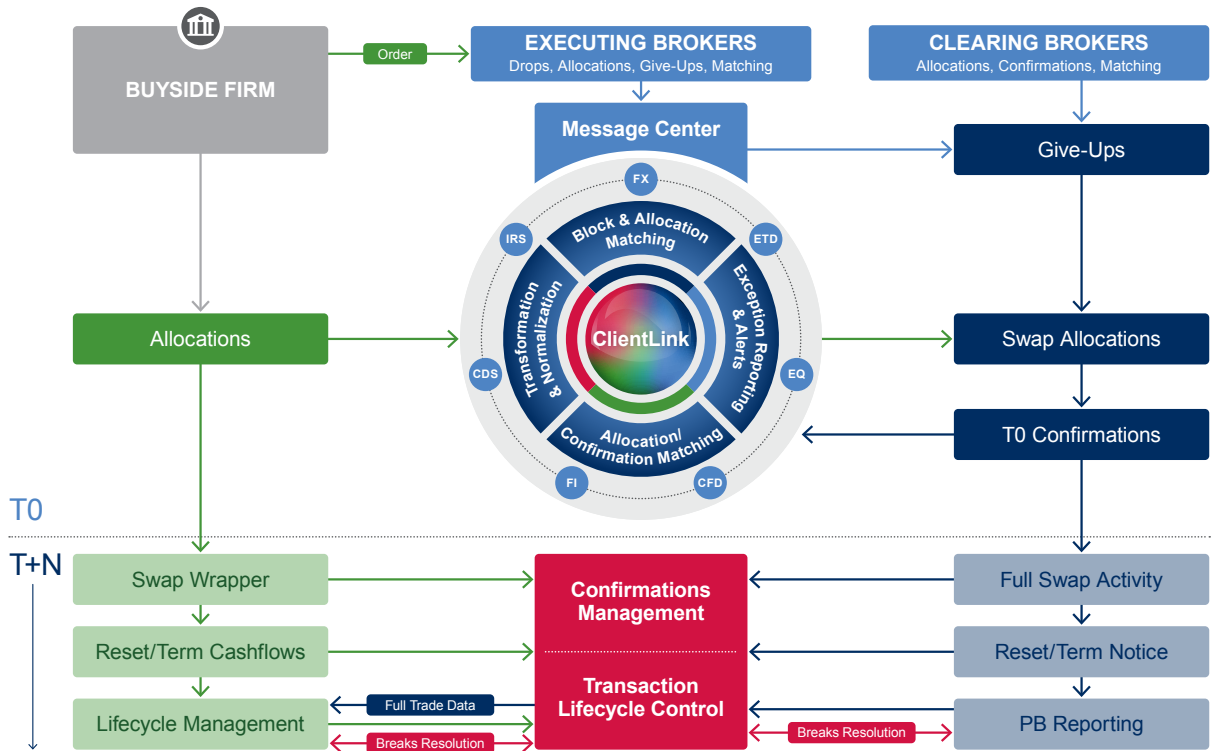 BUYSIDE FIRM
Order
EXECUTING BROKERS
Drops, Allocations, Give-Ups, Matching
CLEARING BROKERS
Allocations, Confirmations, Matching
Message Center
Give-Ups
FX
IRS
ETD
CDS
EQ
FI
CFD
Block & Allocation
Matching
Transformation
& Normalization
Exception Reporting
& Alerts
Allocation/
Confirmation Matching
ClientLink
Allocations
Swap Allocations
T0 Confirmations
T0
T+N
Swap Wrapper
Confirmations
Management
Full Swap Activity
Reset/Term Cashflows
Reset/Term Notice
Transaction
Lifecycle Control
Lifecycle Management
Full Trade Data
Breaks Resolution
Breaks Resolution
PB Reporting